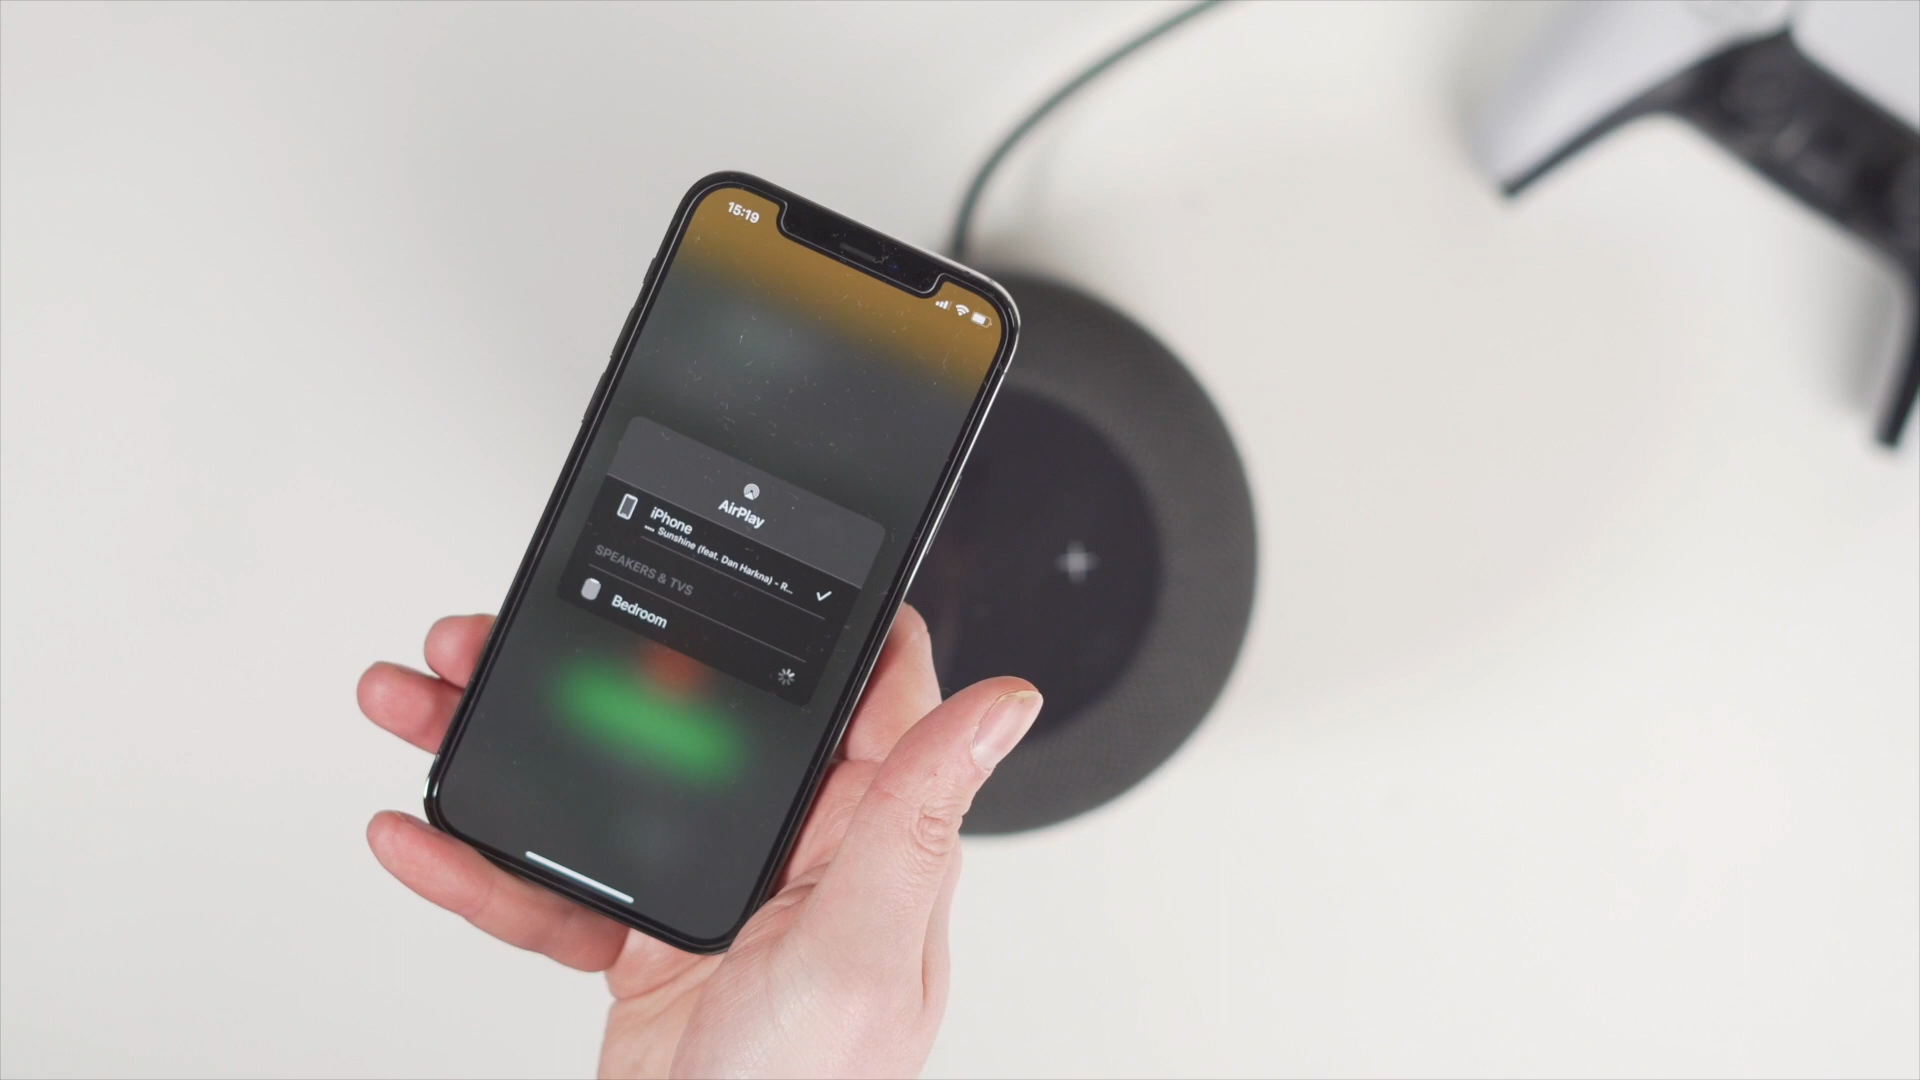 15:19
AirPlay
iPhone
Sunshine (feat. Dan Harkna) - R...
SPEAKERS & TVS
Bedroom